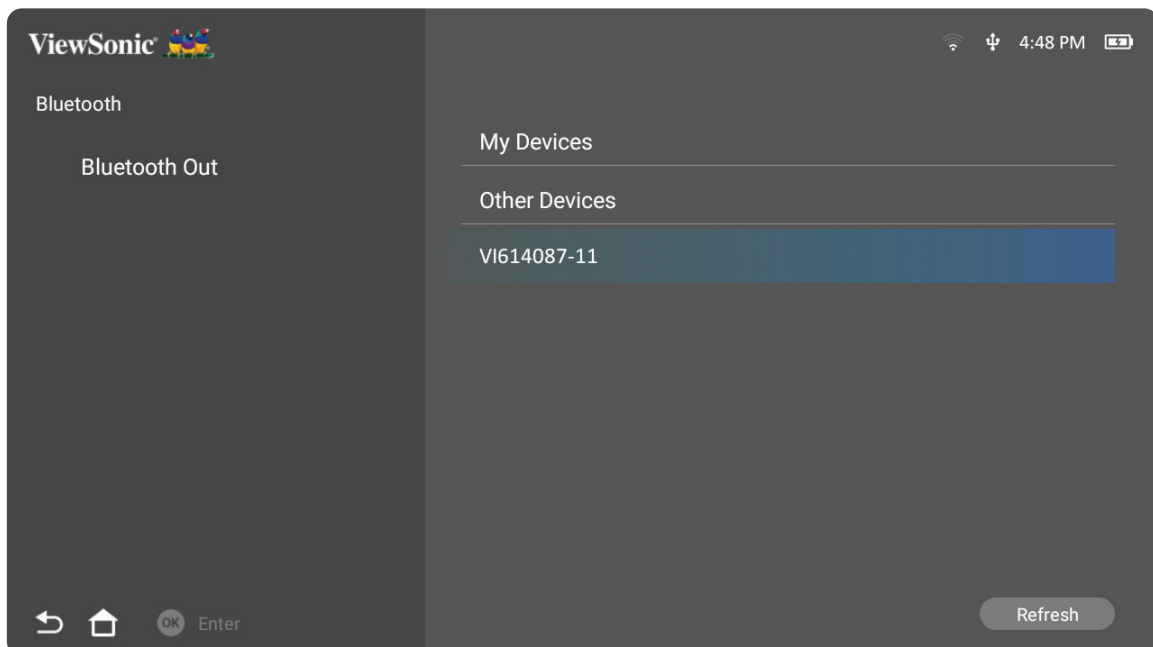 ViewSonic
4:48 PM
Bluetooth
Bluetooth Out
My Devices
Other Devices
VI614087-11
OK Enter
Refresh